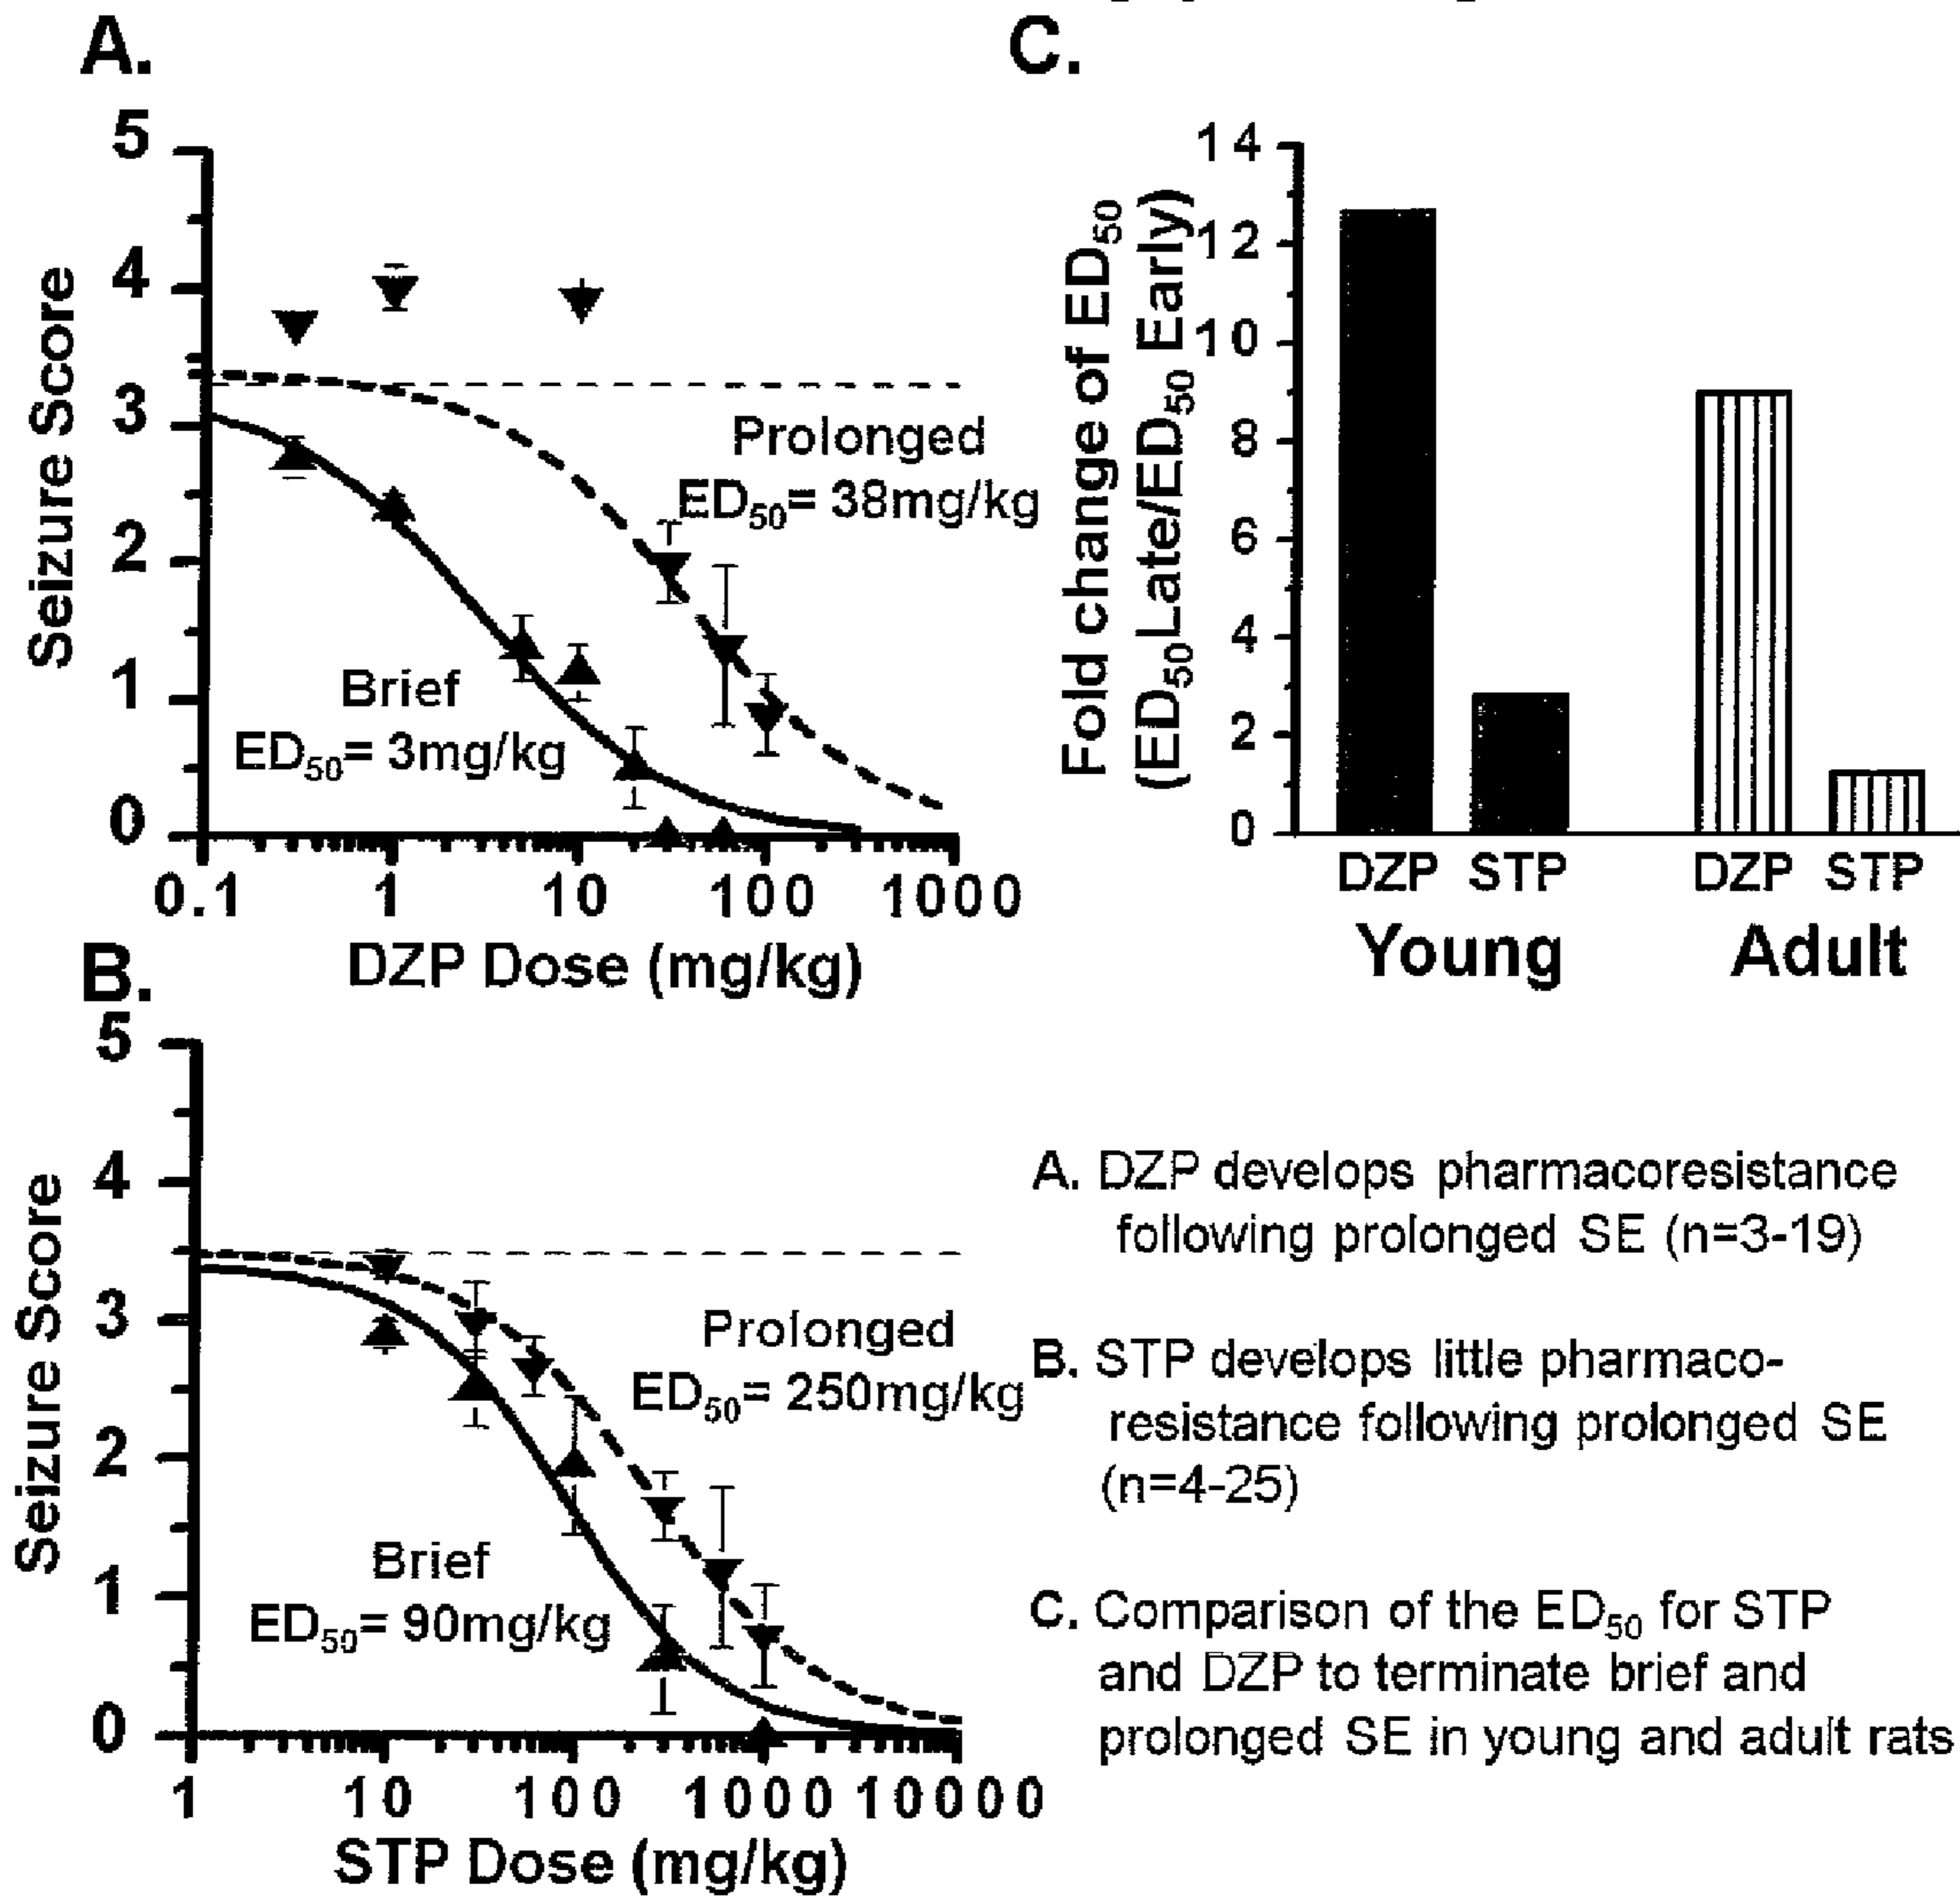 A.
5
4
3
2
1
0
Seizure Score
Prolonged
ED50= 38mg/kg
Brief
ED50= 3mg/kg
0.1 1 10 100 1000
DZP Dose (mg/kg)
B.
5
4
3
2
1
0
Seizure Score
Prolonged
ED50= 250mg/kg
Brief
ED50= 90mg/kg
1 10 100 1000 10000
STP Dose (mg/kg)
C.
14
12
10
8
6
4
2
0
Fold change of ED50
(ED50Late/ED50 Early)
DZP STP DZP STP
Young Adult
A. DZP develops pharmacoresistance
following prolonged SE (n=3-19)
B. STP develops little pharmaco-
resistance following prolonged SE
(n=4-25)
C. Comparison of the ED50 for STP
and DZP to terminate brief and
prolonged SE in young and adult rats